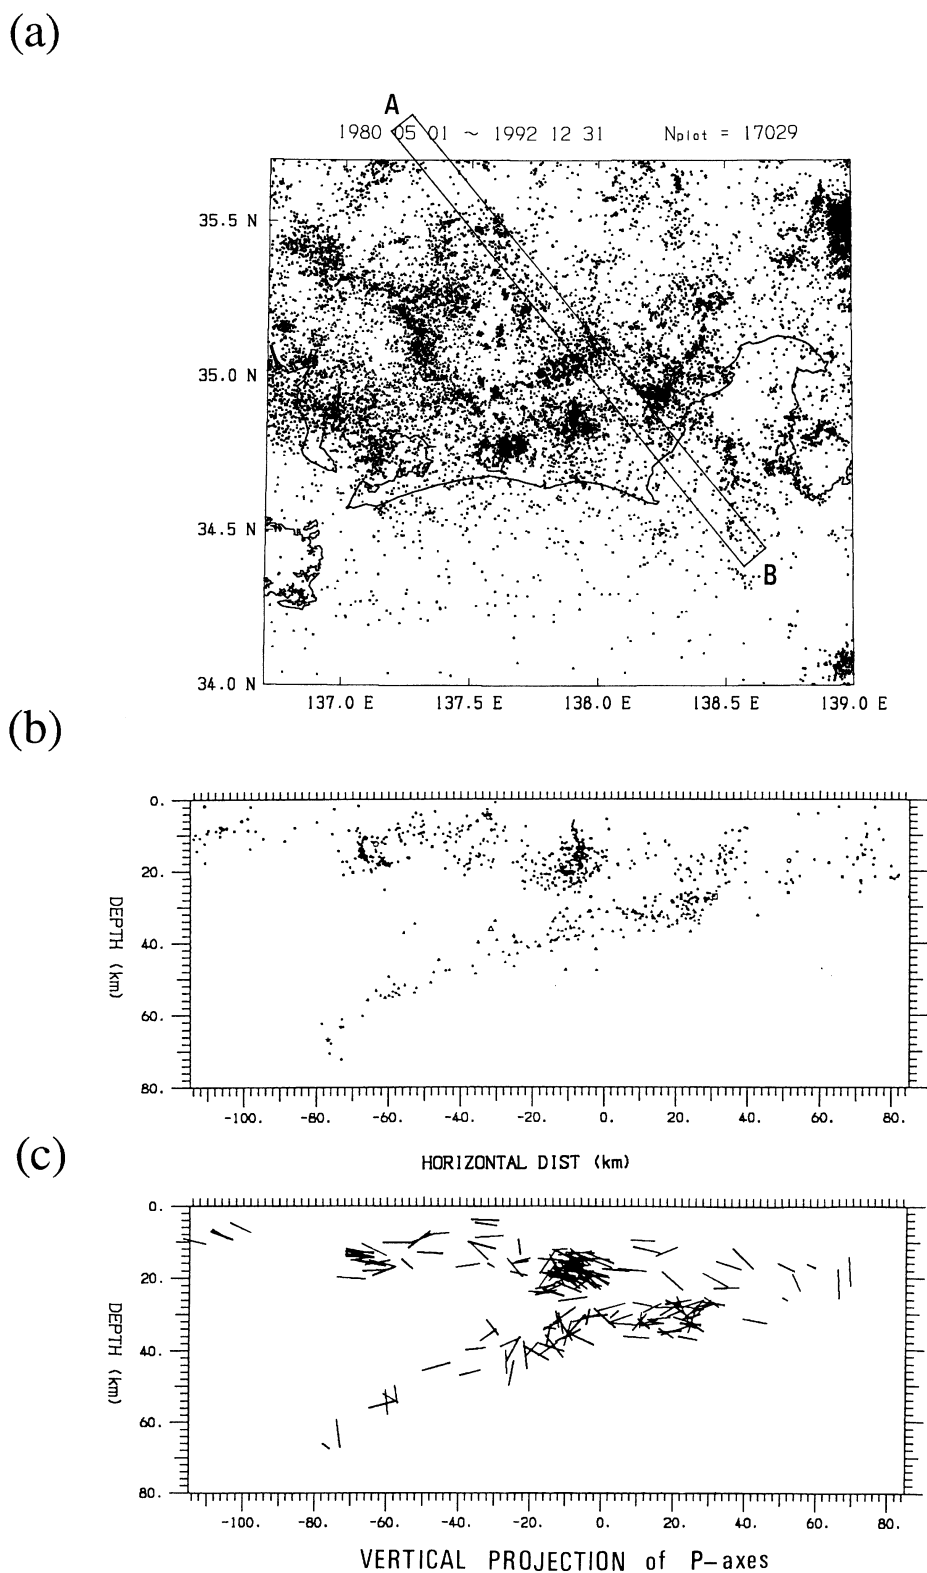 (a)
A
1980 05 01 ~ 1992 12 31 Nplot = 17029
35.5 N
35.0 N
34.5 N
B
34.0 N
137.0 E 137.5 E 138.0 E 138.5 E 139.0 E
(b)
0.
20.
40.
60.
80.
DEPTH (km)
-100. -80. -60. -40. -20. 0. 20. 40. 60. 80.
HORIZONTAL DIST (km)
(c)
0.
20.
40.
60.
80.
DEPTH (km)
-100. -80. -60. -40. -20. 0. 20. 40. 60. 80.
VERTICAL PROJECTION of P-axes